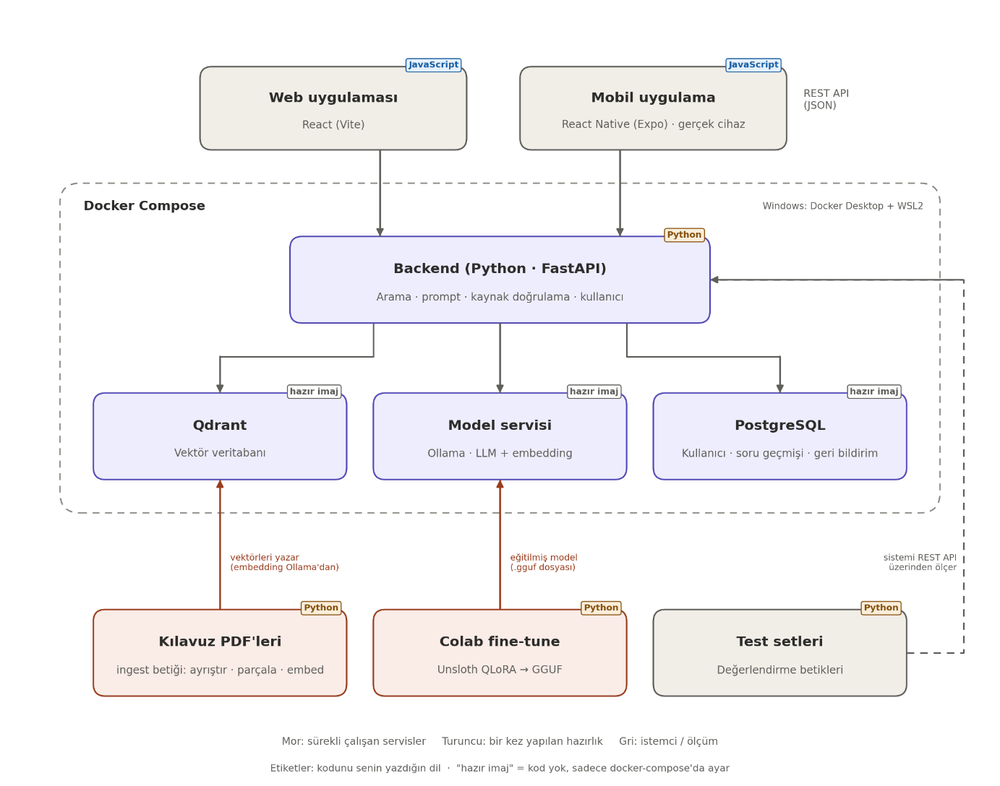 JavaScript
Web uygulaması
React (Vite)
JavaScript
Mobil uygulama
React Native (Expo) · gerçek cihaz
REST API
(JSON)
Docker Compose
Windows: Docker Desktop + WSL2
Python
Backend (Python · FastAPI)
Arama · prompt · kaynak doğrulama · kullanıcı
hazır imaj
Qdrant
Vektör veritabanı
hazır imaj
Model servisi
Ollama · LLM + embedding
hazır imaj
PostgreSQL
Kullanıcı · soru geçmişi · geri bildirim
vektörleri yazar
(embedding Ollama'dan)
eğitilmiş model
(.gguf dosyası)
sistemi REST API
üzerinden ölçer
Python
Kılavuz PDF'leri
ingest betiği: ayrıştır · parçala · embed
Python
Colab fine-tune
Unsloth QLoRA → GGUF
Python
Test setleri
Değerlendirme betikleri
Mor: sürekli çalışan servisler Turuncu: bir kez yapılan hazırlık Gri: istemci / ölçüm
Etiketler: kodunu senin yazdığın dil · "hazır imaj" = kod yok, sadece docker-compose'da ayar